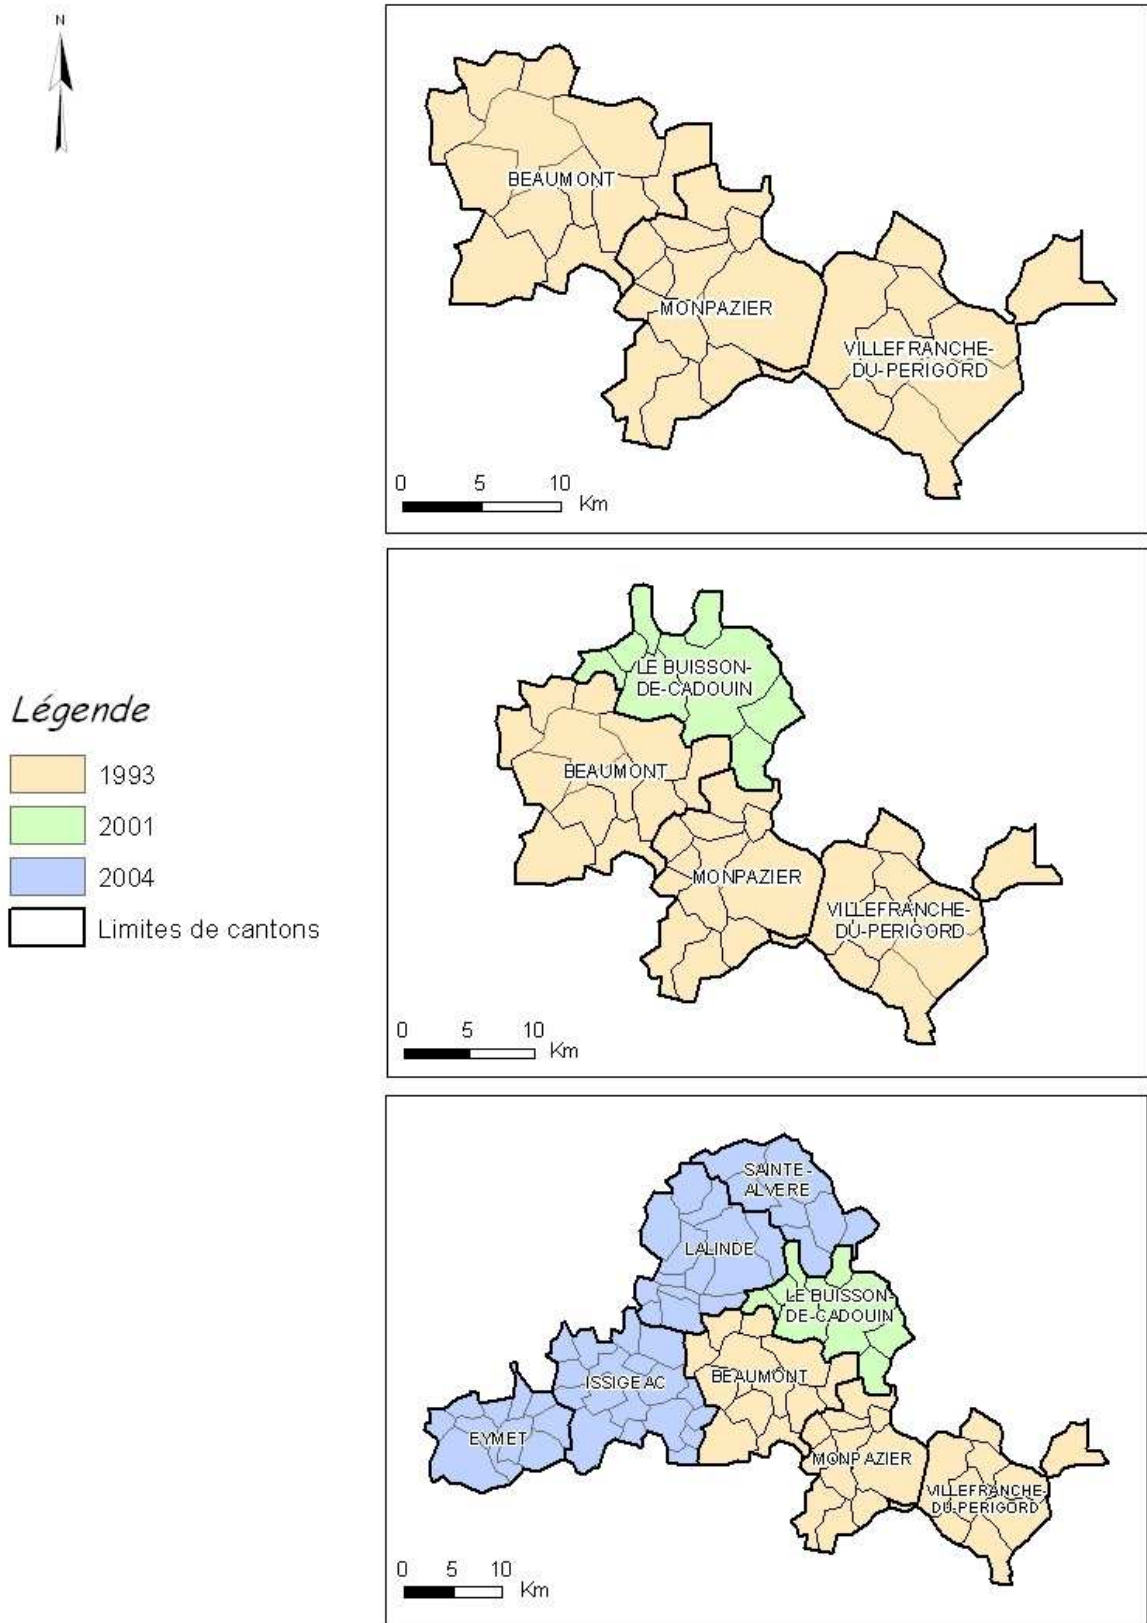 N
BEAUMONT
MONPAZIER
VILLEFRANCHE-
DU-PERIGORD
0 5 10
Km
LE BUISSON-
DE-CADOUIN
BEAUMONT
MONPAZIER
VILLEFRANCHE-
DU-PERIGORD
0 5 10
Km
Légende
1993
2001
2004
Limites de cantons
SAINTE-
ALVERE
LALINDE
LE BUISSON-
DE-CADOUIN
BEAUMONT
ISSIGEAC
EYMET
MONPAZIER
VILLEFRANCHE-
DU-PERIGORD
0 5 10
Km